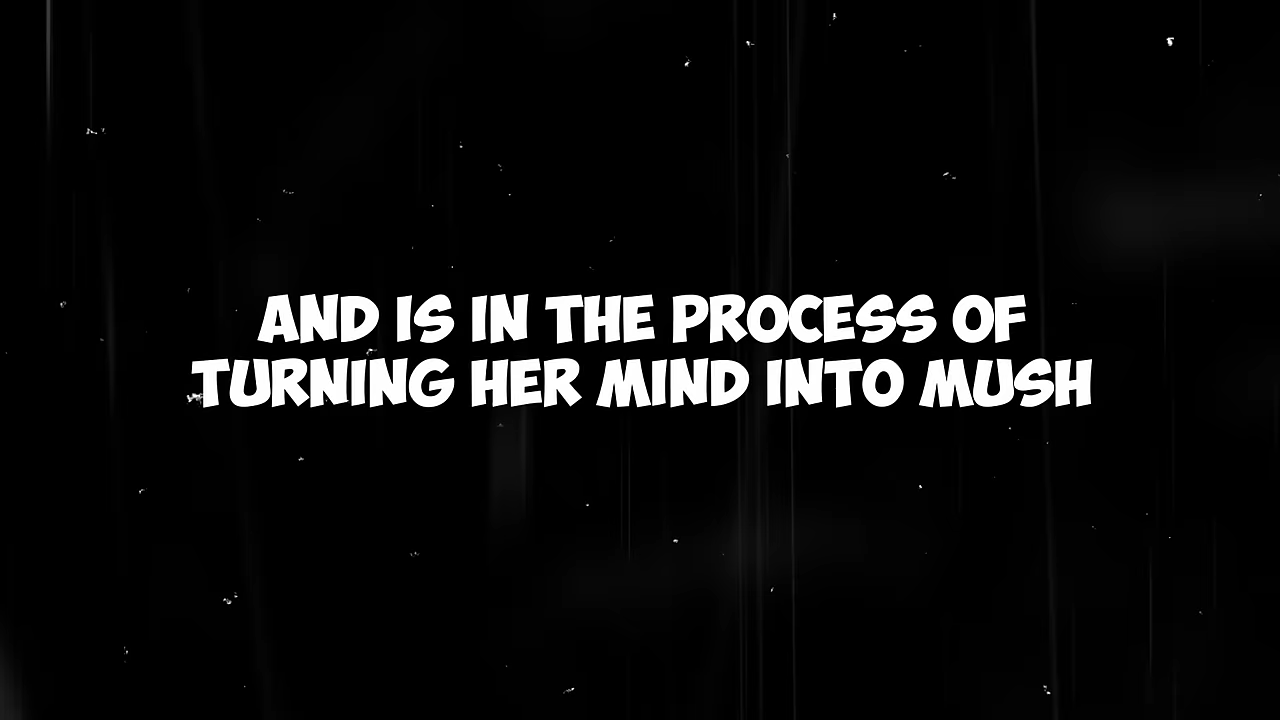 AND IS IN THE PROCESS OF
TURNING HER MIND INTO MUSH